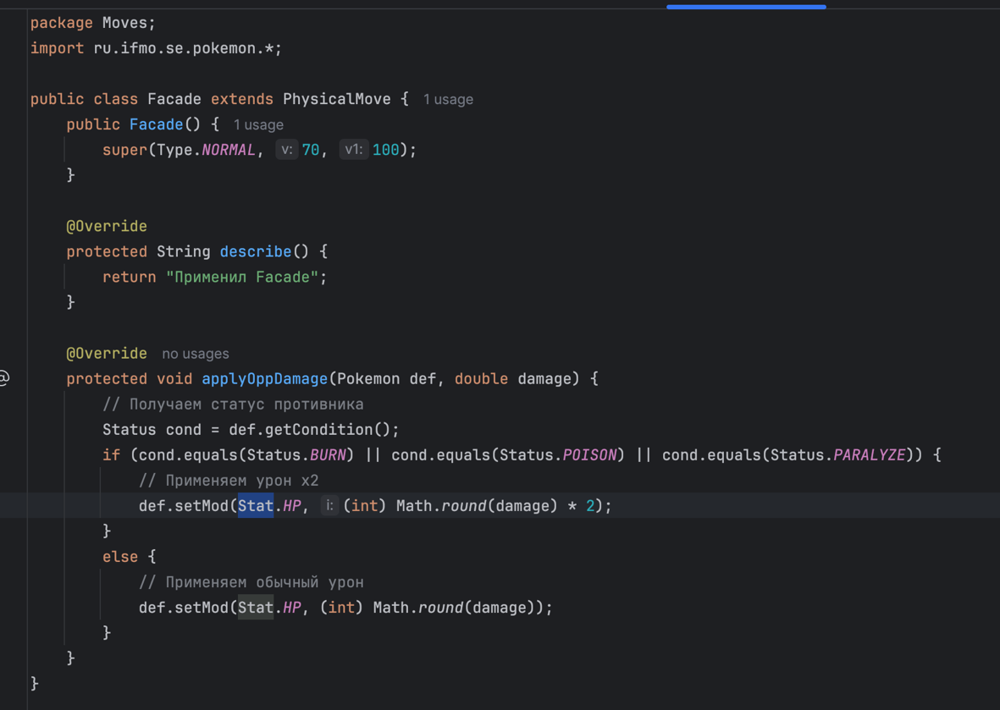 package Moves;
import ru.ifmo.se.pokemon.*;
public class Facade extends PhysicalMove { 1 usage
public Facade() { 1 usage
super(Type.NORMAL, v: 70, v1: 100);
}
@Override
protected String describe() {
return "Применил Facade";
}
@Override no usages
@ protected void applyOppDamage(Pokemon def, double damage) {
// Получаем статус противника
Status cond = def.getCondition();
if (cond.equals(Status.BURN) || cond.equals(Status.POISON) || cond.equals(Status.PARALYZE)) {
// Применяем урон x2
def.setMod(Stat.HP, i: (int) Math.round(damage) * 2);
}
else {
// Применяем обычный урон
def.setMod(Stat.HP, (int) Math.round(damage));
}
}
}